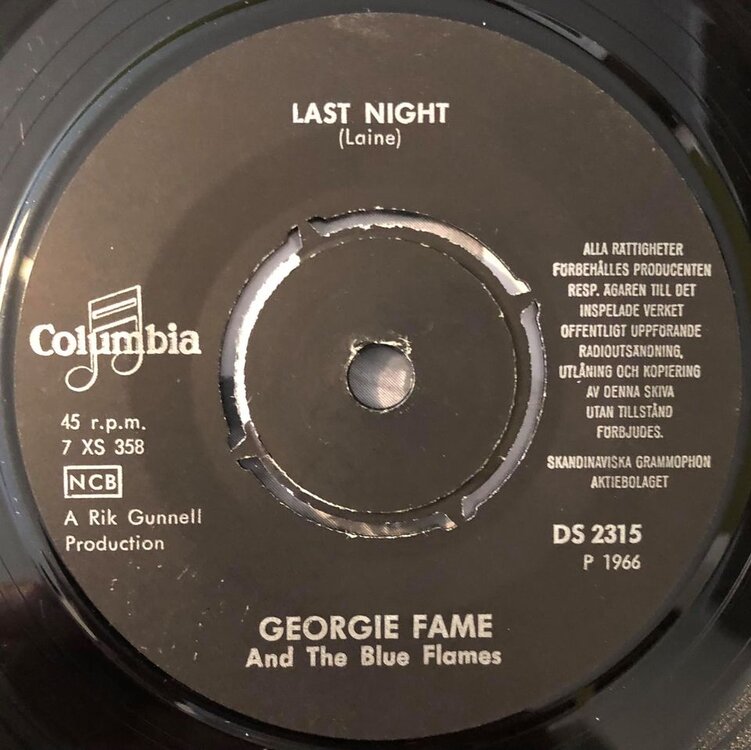 LAST NIGHT
(Laine)
Columbia
45 r.p.m.
7 XS 358
NCB
A Rik Gunnell
Production
ALLA RÄTTIGHETER
FÖRBEHÅLLES PRODUCENTEN
RESP. ÄGAREN TILL DET
INSPELADE VERKET
OFFENTLIGT UPPFÖRANDE
RADIOUTSÄNDNING,
UTLÅNING OCH KOPIERING
AV DENNA SKIVA
UTAN TILLSTÅND
FÖRBJUDES.
SKANDINAVISKA GRAMMOPHON
AKTIEBOLAGET
DS 2315
P 1966
GEORGIE FAME
And The Blue Flames